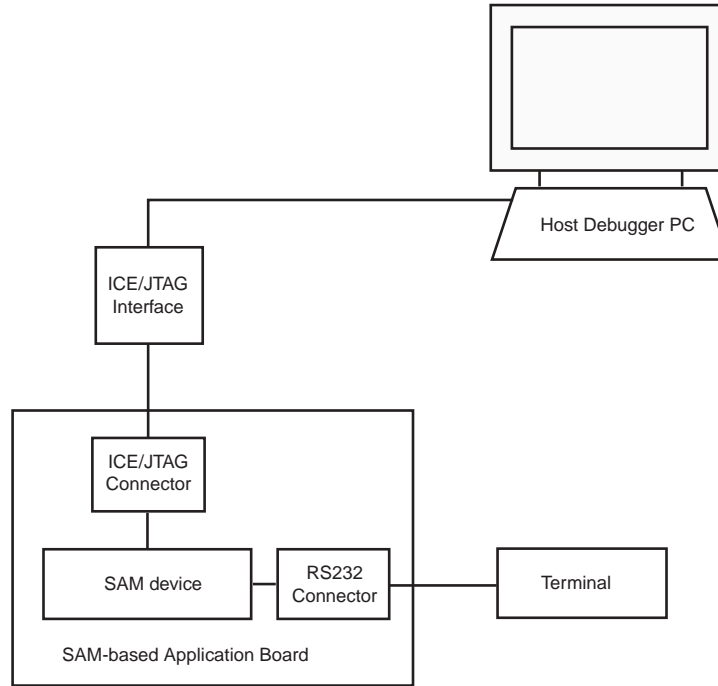 Host Debugger PC
ICE/JTAG
Interface
ICE/JTAG
Connector
SAM device
RS232
Connector
Terminal
SAM-based Application Board